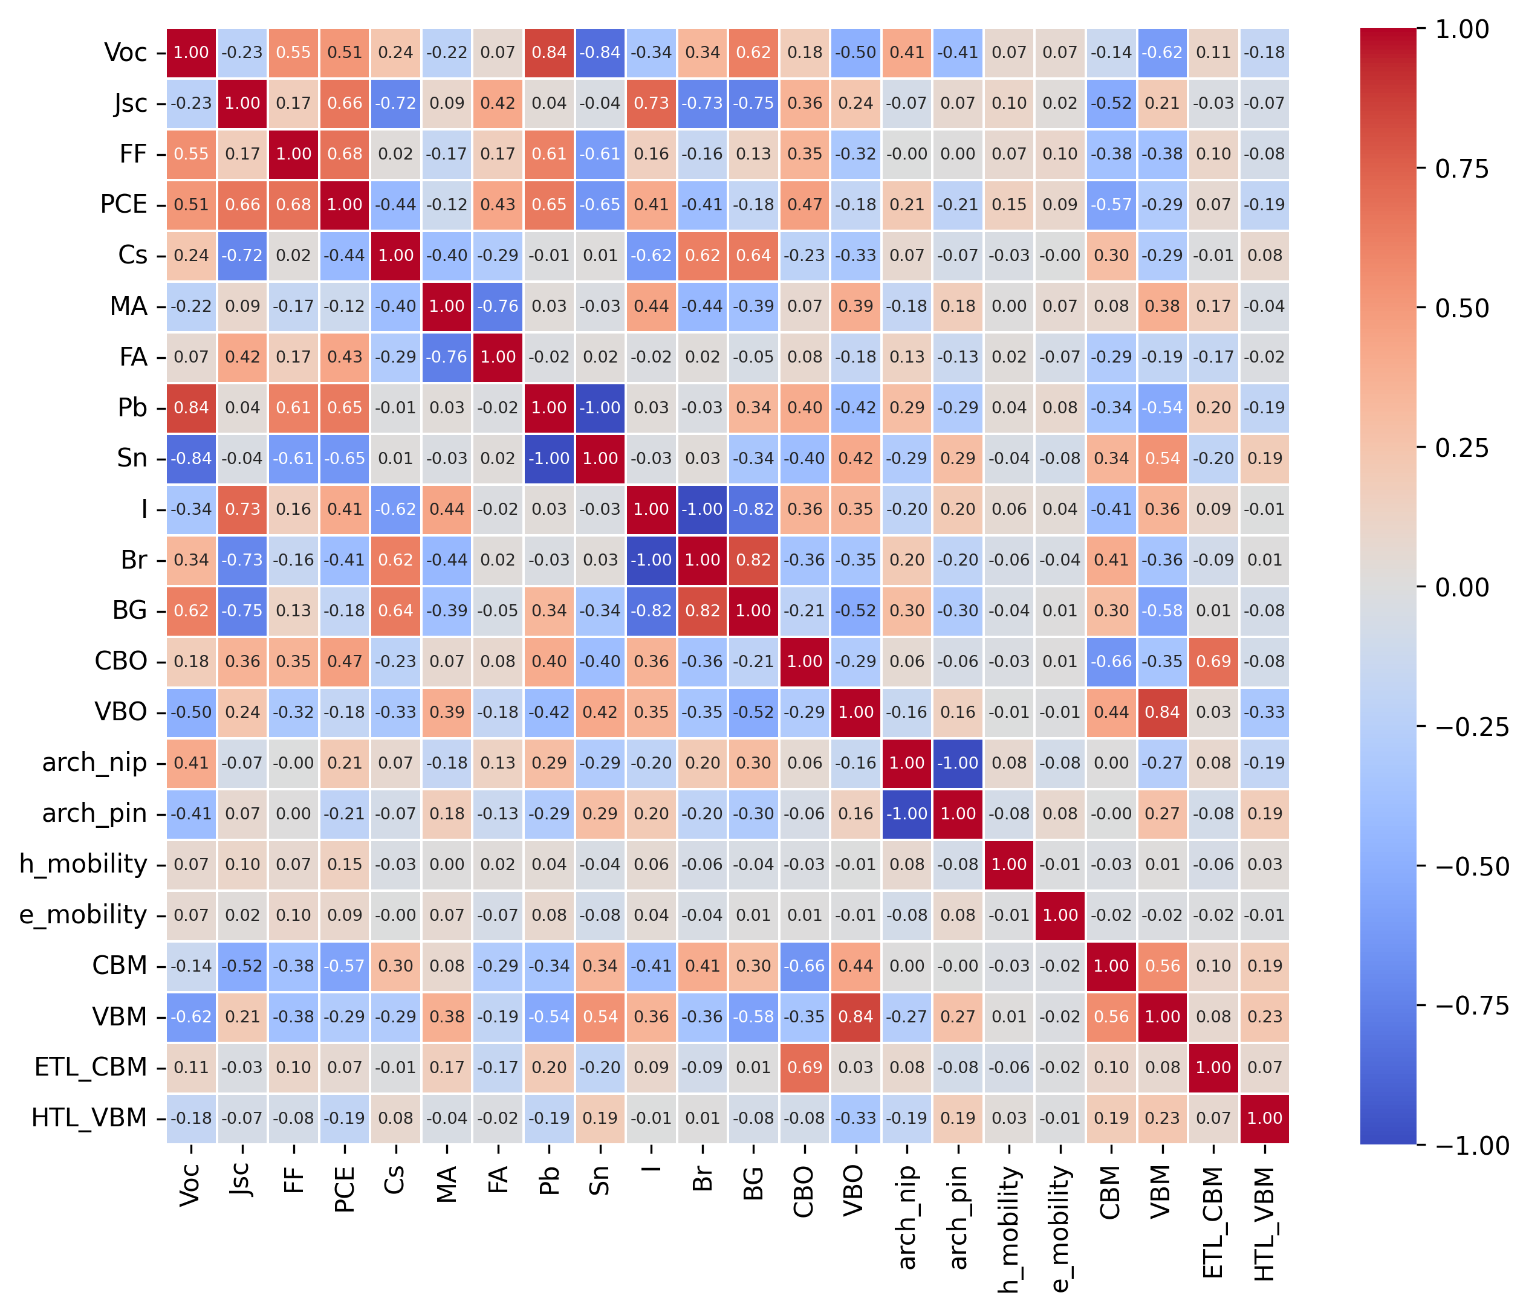 Voc 1.00 -0.23 0.55 0.51 0.24 -0.22 0.07 0.84 -0.84 -0.34 0.34 0.62 0.18 -0.50 0.41 -0.41 0.07 0.07 -0.14 -0.62 0.11 -0.18
Jsc -0.23 1.00 0.17 0.66 -0.72 0.09 0.42 0.04 -0.04 0.73 -0.73 -0.75 0.36 0.24 -0.07 0.07 0.10 0.02 -0.52 0.21 -0.03 -0.07
FF 0.55 0.17 1.00 0.68 0.02 -0.17 0.17 0.61 -0.61 0.16 -0.16 0.13 0.35 -0.32 -0.00 0.00 0.07 0.10 -0.38 -0.38 0.10 -0.08
PCE 0.51 0.66 0.68 1.00 -0.44 -0.12 0.43 0.65 -0.65 0.41 -0.41 -0.18 0.47 -0.18 0.21 -0.21 0.15 0.09 -0.57 -0.29 0.07 -0.19
Cs 0.24 -0.72 0.02 -0.44 1.00 -0.40 -0.29 -0.01 0.01 -0.62 0.62 0.64 -0.23 -0.33 0.07 -0.07 -0.03 -0.00 0.30 -0.29 -0.01 0.08
MA -0.22 0.09 -0.17 -0.12 -0.40 1.00 -0.76 0.03 -0.03 0.44 -0.44 -0.39 0.07 0.39 -0.18 0.18 0.00 0.07 0.08 0.38 0.17 -0.04
FA 0.07 0.42 0.17 0.43 -0.29 -0.76 1.00 -0.02 0.02 -0.02 0.02 -0.05 0.08 -0.18 0.13 -0.13 0.02 -0.07 -0.29 -0.19 -0.17 -0.02
Pb 0.84 0.04 0.61 0.65 -0.01 0.03 -0.02 1.00 -1.00 0.03 -0.03 0.34 0.40 -0.42 0.29 -0.29 0.04 0.08 -0.34 -0.54 0.20 -0.19
Sn -0.84 -0.04 -0.61 -0.65 0.01 -0.03 0.02 -1.00 1.00 -0.03 0.03 -0.34 -0.40 0.42 -0.29 0.29 -0.04 -0.08 0.34 0.54 -0.20 0.19
I -0.34 0.73 0.16 0.41 -0.62 0.44 -0.02 0.03 -0.03 1.00 -1.00 -0.82 0.36 0.35 -0.20 0.20 0.06 0.04 -0.41 0.36 0.09 -0.01
Br 0.34 -0.73 -0.16 -0.41 0.62 -0.44 0.02 -0.03 0.03 -1.00 1.00 0.82 -0.36 -0.35 0.20 -0.20 -0.06 -0.04 0.41 -0.36 -0.09 0.01
BG 0.62 -0.75 0.13 -0.18 0.64 -0.39 -0.05 0.34 -0.34 -0.82 0.82 1.00 -0.21 -0.52 0.30 -0.30 -0.04 0.01 0.30 -0.58 0.01 -0.08
CBO 0.18 0.36 0.35 0.47 -0.23 0.07 0.08 0.40 -0.40 0.36 -0.36 -0.21 1.00 -0.29 0.06 -0.06 -0.03 0.01 -0.66 -0.35 0.69 -0.08
VBO -0.50 0.24 -0.32 -0.18 -0.33 0.39 -0.18 -0.42 0.42 0.35 -0.35 -0.52 -0.29 1.00 -0.16 0.16 -0.01 -0.01 0.44 0.84 0.03 -0.33
arch_nip 0.41 -0.07 -0.00 0.21 0.07 -0.18 0.13 0.29 -0.29 -0.20 0.20 0.30 0.06 -0.16 1.00 -1.00 0.08 -0.08 0.00 -0.27 0.08 -0.19
arch_pin -0.41 0.07 0.00 -0.21 -0.07 0.18 -0.13 -0.29 0.29 0.20 -0.20 -0.30 -0.06 0.16 -1.00 1.00 -0.08 0.08 -0.00 0.27 -0.08 0.19
h_mobility 0.07 0.10 0.07 0.15 -0.03 0.00 0.02 0.04 -0.04 0.06 -0.06 -0.04 -0.03 -0.01 0.08 -0.08 1.00 -0.01 -0.03 0.01 -0.06 0.03
e_mobility 0.07 0.02 0.10 0.09 -0.00 0.07 -0.07 0.08 -0.08 0.04 -0.04 0.01 0.01 -0.01 -0.08 0.08 -0.01 1.00 -0.02 -0.02 -0.02 -0.01
CBM -0.14 -0.52 -0.38 -0.57 0.30 0.08 -0.29 -0.34 0.34 -0.41 0.41 0.30 -0.66 0.44 0.00 -0.00 -0.03 -0.02 1.00 0.56 0.10 0.19
VBM -0.62 0.21 -0.38 -0.29 -0.29 0.38 -0.19 -0.54 0.54 0.36 -0.36 -0.58 -0.35 0.84 -0.27 0.27 0.01 -0.02 0.56 1.00 0.08 0.23
ETL_CBM 0.11 -0.03 0.10 0.07 -0.01 0.17 -0.17 0.20 -0.20 0.09 -0.09 0.01 0.69 0.03 0.08 -0.08 -0.06 -0.02 0.10 0.08 1.00 0.07
HTL_VBM -0.18 -0.07 -0.08 -0.19 0.08 -0.04 -0.02 -0.19 0.19 -0.01 0.01 -0.08 -0.08 -0.33 -0.19 0.19 0.03 -0.01 0.19 0.23 0.07 1.00
Voc Jsc FF PCE Cs MA FA Pb Sn I Br BG CBO VBO arch_nip arch_pin h_mobility e_mobility CBM VBM ETL_CBM HTL_VBM
1.00
0.75
0.50
0.25
0.00
−0.25
−0.50
−0.75
−1.00